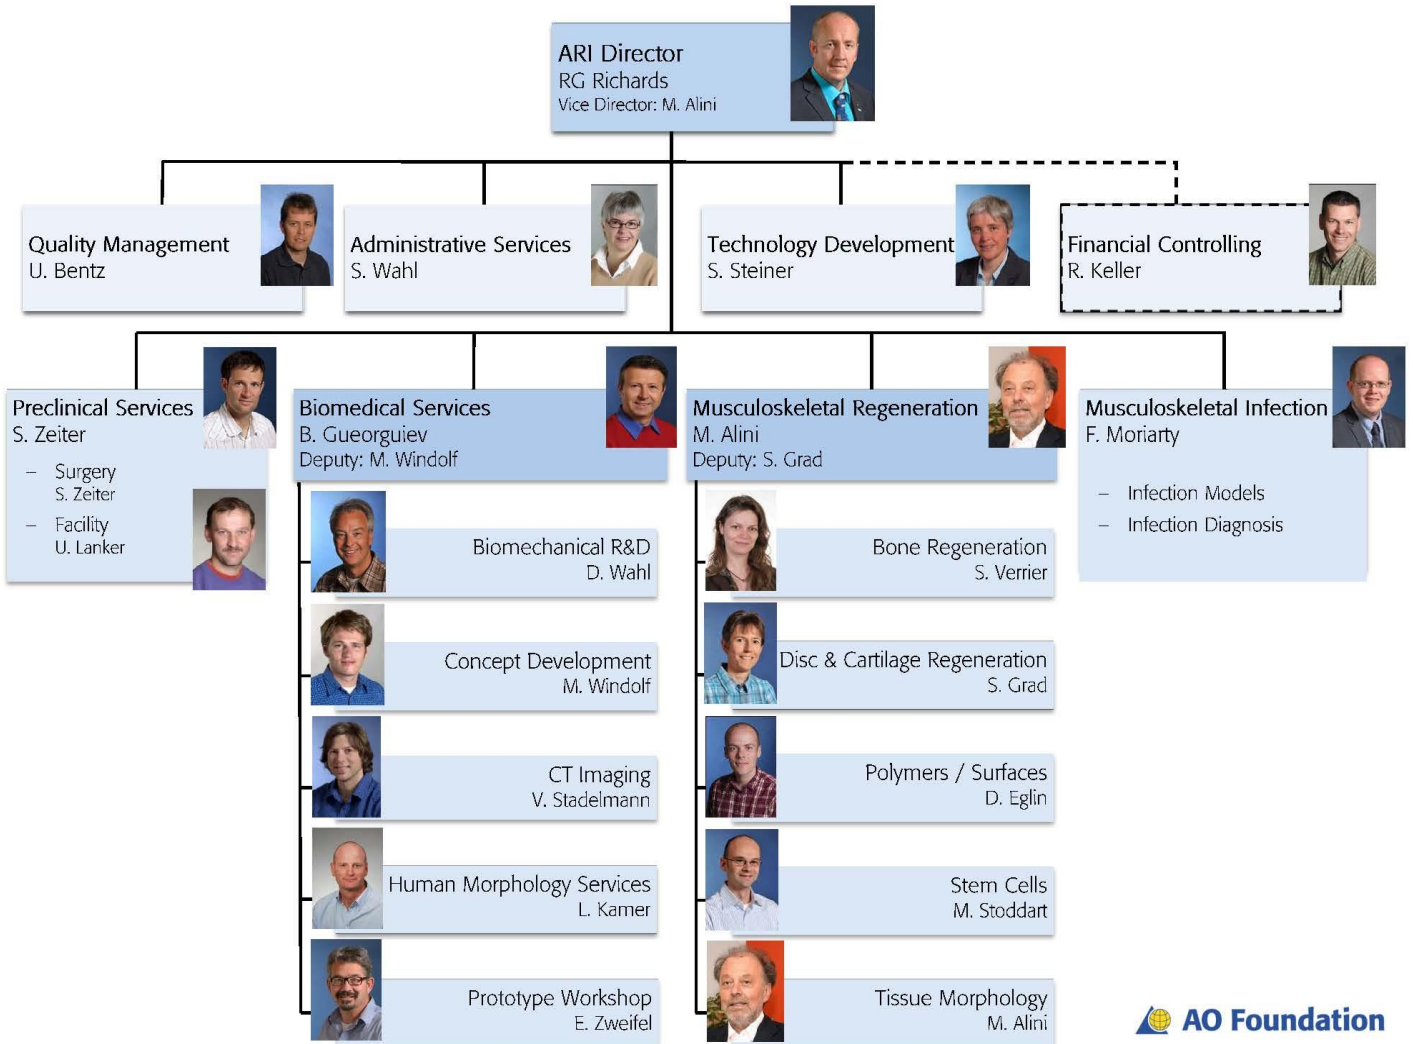 ARI Director
RG Richards
Vice Director: M. Alini
Quality Management
U. Bentz
Administrative Services
S. Wahl
Technology Development
S. Steiner
Financial Controlling
R. Keller
Preclinical Services
S. Zeiter
– Surgery
S. Zeiter
– Facility
U. Lanker
Biomedical Services
B. Gueorguiev
Deputy: M. Windolf
Biomechanical R&D
D. Wahl
Concept Development
M. Windolf
CT Imaging
V. Stadelmann
Human Morphology Services
L. Kamer
Prototype Workshop
E. Zweifel
Musculoskeletal Regeneration
M. Alini
Deputy: S. Grad
Bone Regeneration
S. Verrier
Disc & Cartilage Regeneration
S. Grad
Polymers / Surfaces
D. Eglin
Stem Cells
M. Stoddart
Tissue Morphology
M. Alini
Musculoskeletal Infection
F. Moriarty
– Infection Models
– Infection Diagnosis
AO Foundation